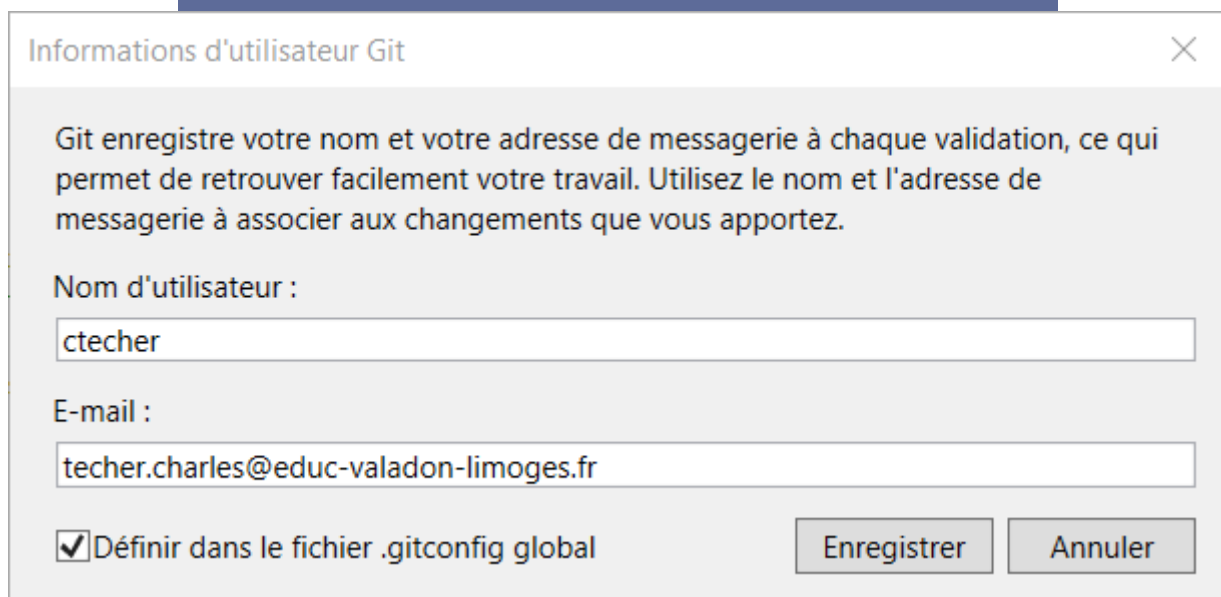 Informations d'utilisateur Git
Git enregistre votre nom et votre adresse de messagerie à chaque validation, ce qui
permet de retrouver facilement votre travail. Utilisez le nom et l'adresse de
messagerie à associer aux changements que vous apportez.
Nom d'utilisateur :
ctecher
E-mail :
techer.charles@educ-valadon-limoges.fr
Définir dans le fichier .gitconfig global
Enregistrer
Annuler